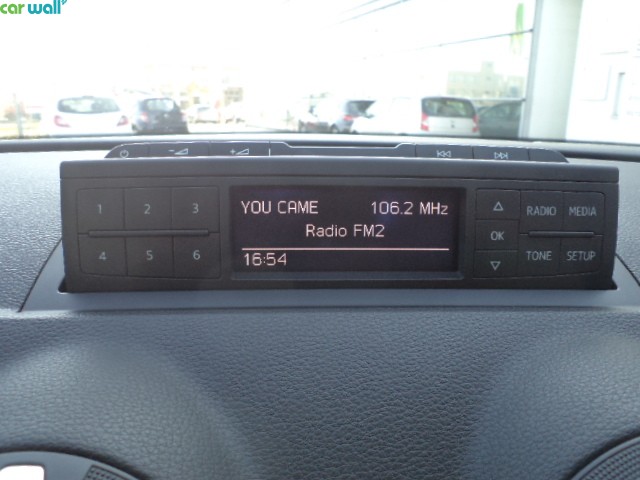 car wall
1 2 3
4 5 6
YOU CAME 106.2 MHz
Radio FM2
16:54
OK
RADIO MEDIA
TONE SETUP